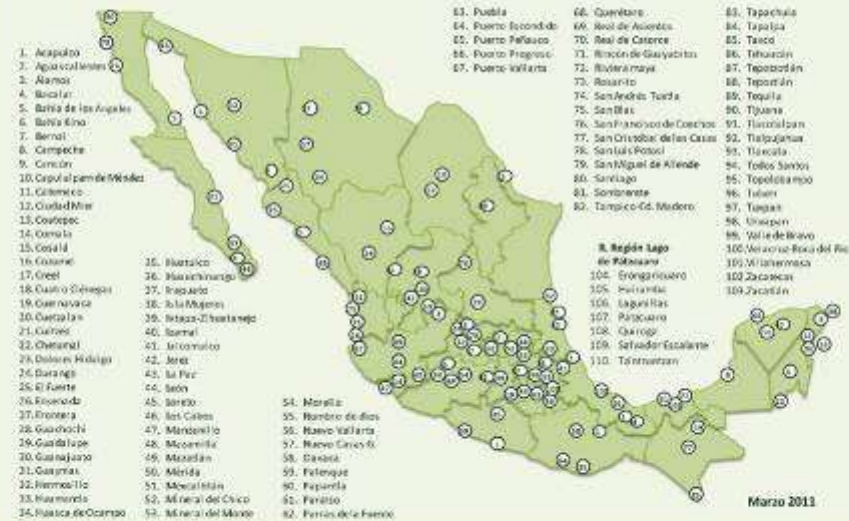 1. Acapulco
2. Aguascalientes
3. Álamos
4. Bacalar
5. Bahía de los Ángeles
6. Bahía Kino
7. Bernal
8. Campeche
9. Cancún
10. Capulalpam de Méndez
11. Catemaco
12. Ciudad Mier
13. Coatepec
14. Comala
15. Cosalá
16. Cozumel
17. Creel
18. Cuatro Ciénegas
19. Cuernavaca
20. Cuetzalan
21. Cuitzeo
22. Chetumal
23. Dolores Hidalgo
24. Durango
25. El Fuerte
26. Ensenada
27. Frontera
28. Guachochi
29. Guadalupe
30. Guanajuato
31. Guaymas
32. Hermosillo
33. Huamantla
34. Huasca de Ocampo
35. Huatulco
36. Huauchinango
37. Irapuato
38. Isla Mujeres
39. Ixtapa-Zihuatanejo
40. Izamal
41. Jalcomulco
42. Jerez
43. La Paz
44. León
45. Loreto
46. Los Cabos
47. Manzanillo
48. Mazamitla
49. Mazatlán
50. Mérida
51. Mexcaltitán
52. Mineral del Chico
53. Mineral del Monte
54. Morelia
55. Nombre de dios
56. Nuevo Vallarta
57. Nuevo Casas G.
58. Oaxaca
59. Palenque
60. Papantla
61. Paraíso
62. Parras de la Fuente
63. Puebla
64. Puerto Escondido
65. Puerto Peñasco
66. Puerto Progreso
67. Puerto Vallarta
68. Querétaro
69. Real de Asientos
70. Real de Catorce
71. Rincón de Guayabitos
72. Riviera maya
73. Rosarito
74. San Andrés Tuxtla
75. San Blas
76. San Francisco de Conchos
77. San Cristóbal de las Casas
78. San Luis Potosí
79. San Miguel de Allende
80. Santiago
81. Sombrerete
82. Tampico-Cd. Madero
83. Tapachula
84. Tapalpa
85. Taxco
86. Tehuacán
87. Tepotzotlán
88. Tepoztlán
89. Tequila
90. Tijuana
91. Tlacotalpan
92. Tlalpujahua
93. Tlaxcala
94. Todos Santos
95. Topolobampo
96. Tulum
97. Tuxpan
98. Uruapan
99. Valle de Bravo
100. Veracruz-Boca del Río
101. Villahermosa
102. Zacatecas
103. Zacatlán
R. Región Lago
de Pátzcuaro
104. Erongarícuaro
105. Huiramba
106. Lagunillas
107. Pátzcuaro
108. Quiroga
109. Salvador Escalante
110. Tzintzuntzan
Marzo 2011